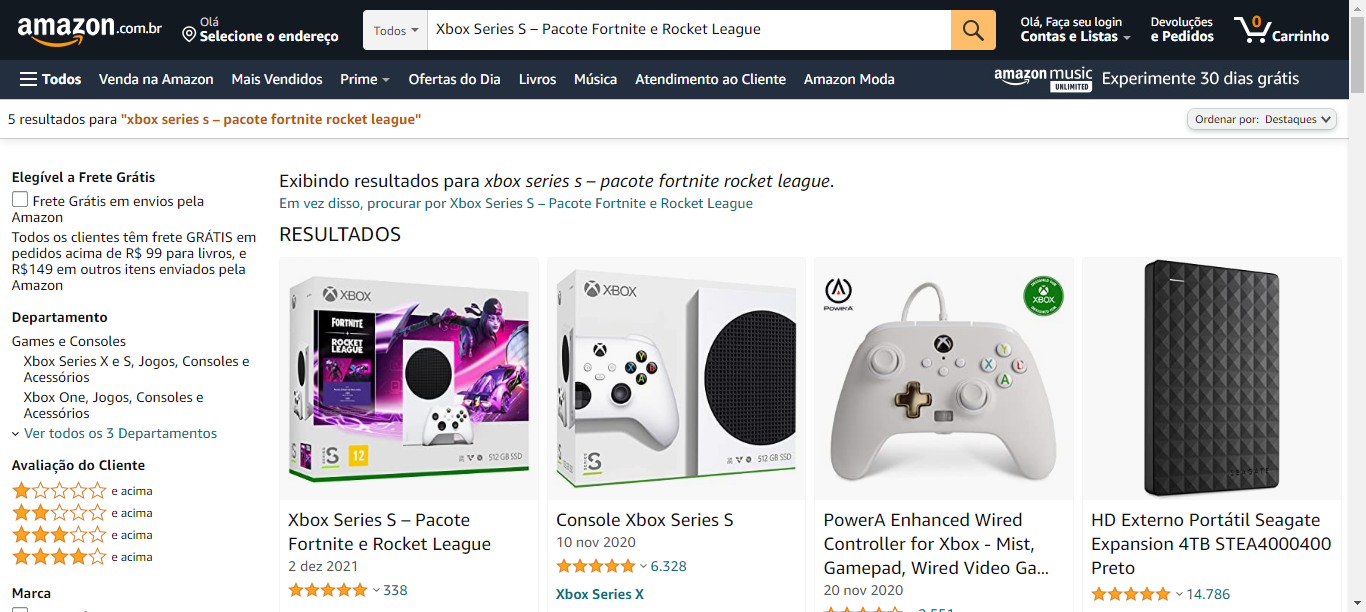 amazon.com.br
Olá
Selecione o endereço
Todos
Xbox Series S – Pacote Fortnite e Rocket League
Olá, Faça seu login
Contas e Listas
Devoluções
e Pedidos
0
Carrinho
Todos
Venda na Amazon
Mais Vendidos
Prime
Ofertas do Dia
Livros
Música
Atendimento ao Cliente
Amazon Moda
amazon music
UNLIMITED
Experimente 30 dias grátis
5 resultados para "xbox series s – pacote fortnite rocket league"
Ordenar por: Destaques
Elegível a Frete Grátis
Frete Grátis em envios pela
Amazon
Todos os clientes têm frete GRÁTIS em
pedidos acima de R$ 99 para livros, e
R$149 em outros itens enviados pela
Amazon
Departamento
Games e Consoles
Xbox Series X e S, Jogos, Consoles e
Acessórios
Xbox One, Jogos, Consoles e
Acessórios
Ver todos os 3 Departamentos
Avaliação do Cliente
e acima
e acima
e acima
e acima
Marca
Exibindo resultados para xbox series s – pacote fortnite rocket league.
Em vez disso, procurar por Xbox Series S – Pacote Fortnite e Rocket League
RESULTADOS
XBOX
FORTNITE
+
ROCKET
LEAGUE
S
12
512 GB SSD
Xbox Series S – Pacote
Fortnite e Rocket League
2 dez 2021
338
XBOX
Y
X
B
A
S
512 GB SSD
Console Xbox Series S
10 nov 2020
6.328
Xbox Series X
PowerA
XBOX
Y
X
A
PowerA Enhanced Wired
Controller for Xbox - Mist,
Gamepad, Wired Video Ga...
20 nov 2020
SEAGATE
HD Externo Portátil Seagate
Expansion 4TB STEA4000400
Preto
14.786